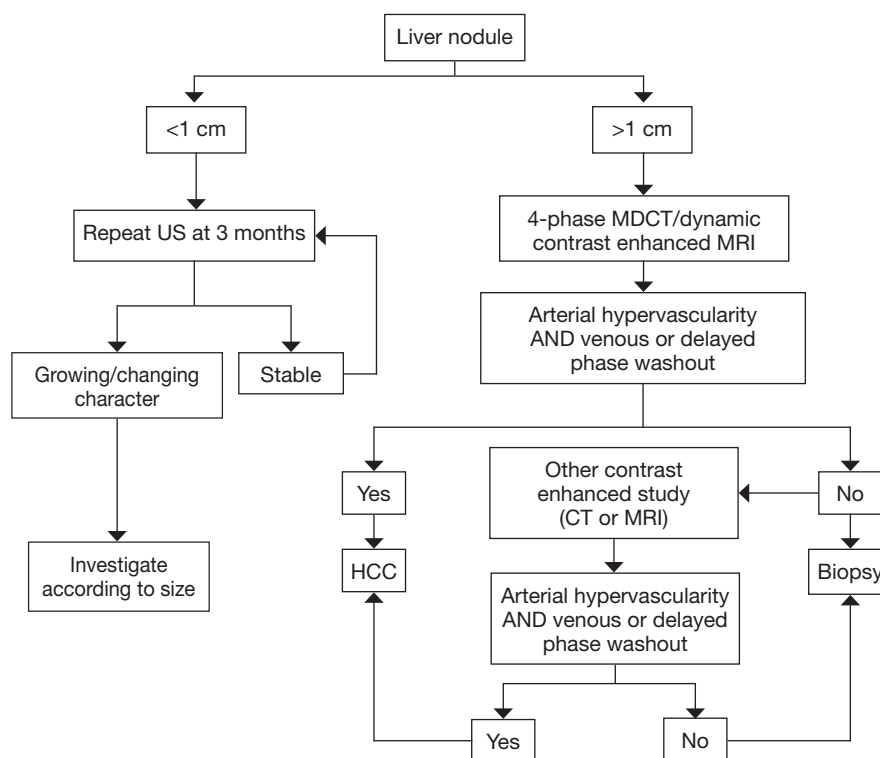 Liver nodule
<1 cm
>1 cm
Repeat US at 3 months
4-phase MDCT/dynamic
contrast enhanced MRI
Arterial hypervascularity
AND venous or delayed
phase washout
Growing/changing
character
Stable
Yes
Other contrast
enhanced study
(CT or MRI)
No
Investigate
according to size
HCC
Biopsy
Arterial hypervascularity
AND venous or delayed
phase washout
Yes
No